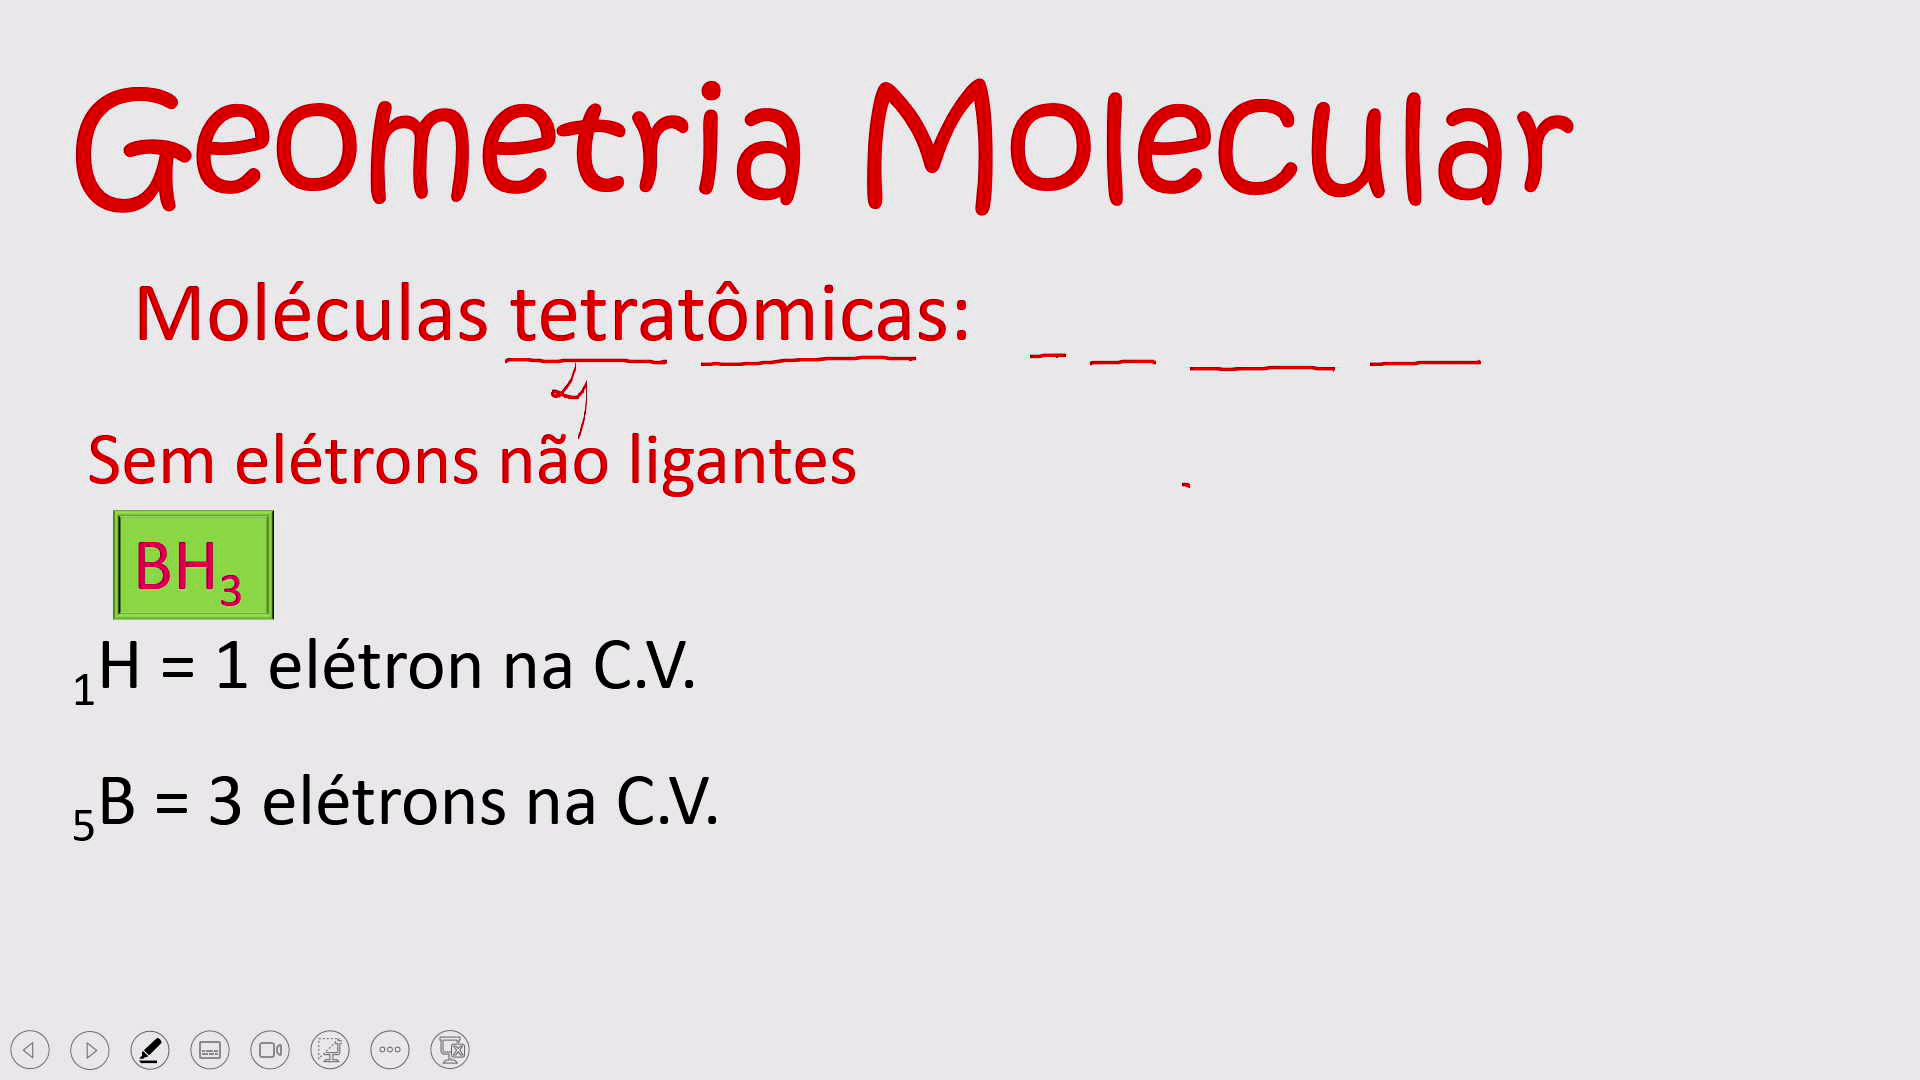 Geometria Molecular
Moléculas tetratômicas:
4
Sem elétrons não ligantes
BH₃
₁H = 1 elétron na C.V.
₅B = 3 elétrons na C.V.